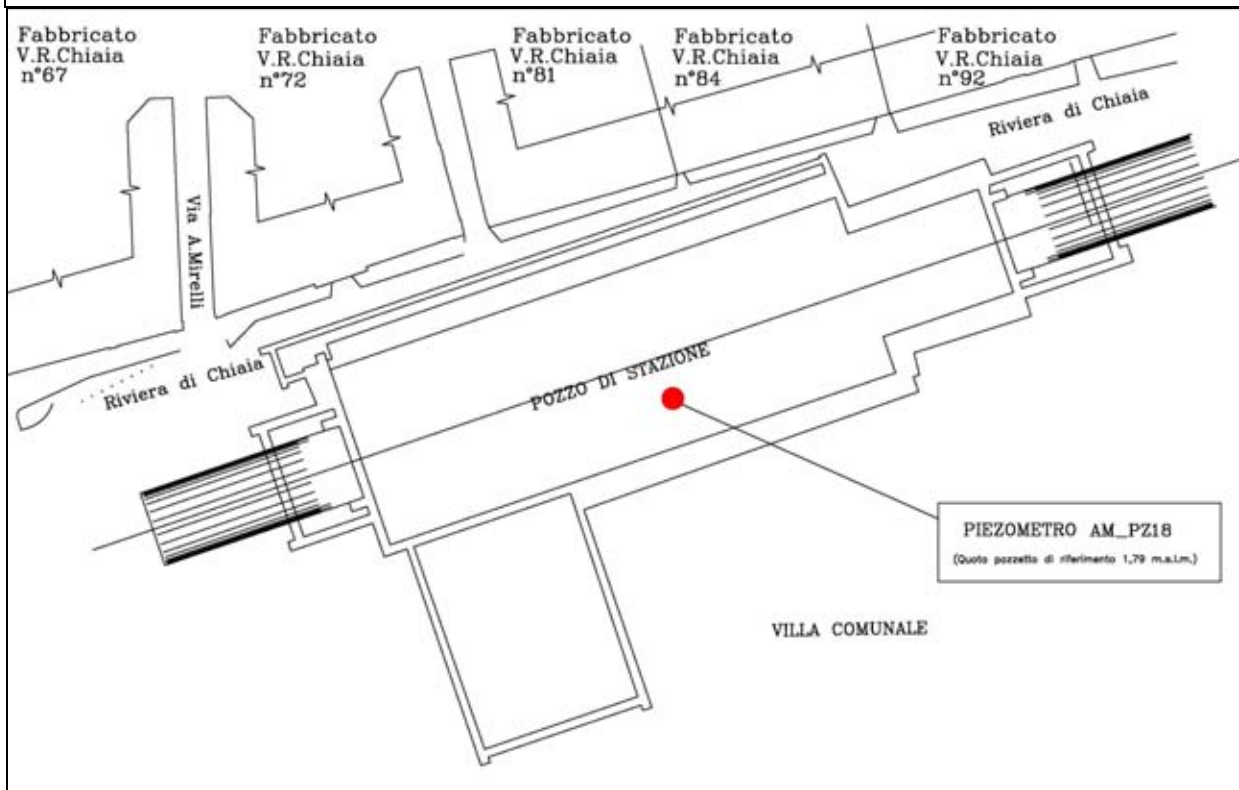 Fabbricato
V.R.Chiaia
n°67
Fabbricato
V.R.Chiaia
n°72
Fabbricato
V.R.Chiaia
n°81
Fabbricato
V.R.Chiaia
n°84
Fabbricato
V.R.Chiaia
n°92
Riviera di Chiaia
Via A.Mirelli
Riviera di Chiaia
POZZO DI STAZIONE
PIEZOMETRO AM_PZ18
(Quota pozzetto di riferimento 1,79 m.s.l.m.)
VILLA COMUNALE